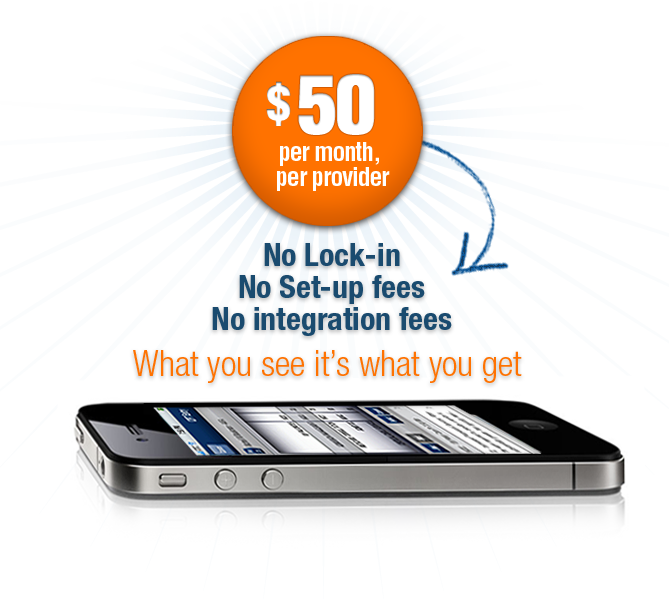 $50
per month,
per provider
No Lock-in
No Set-up fees
No integration fees
What you see it's what you get